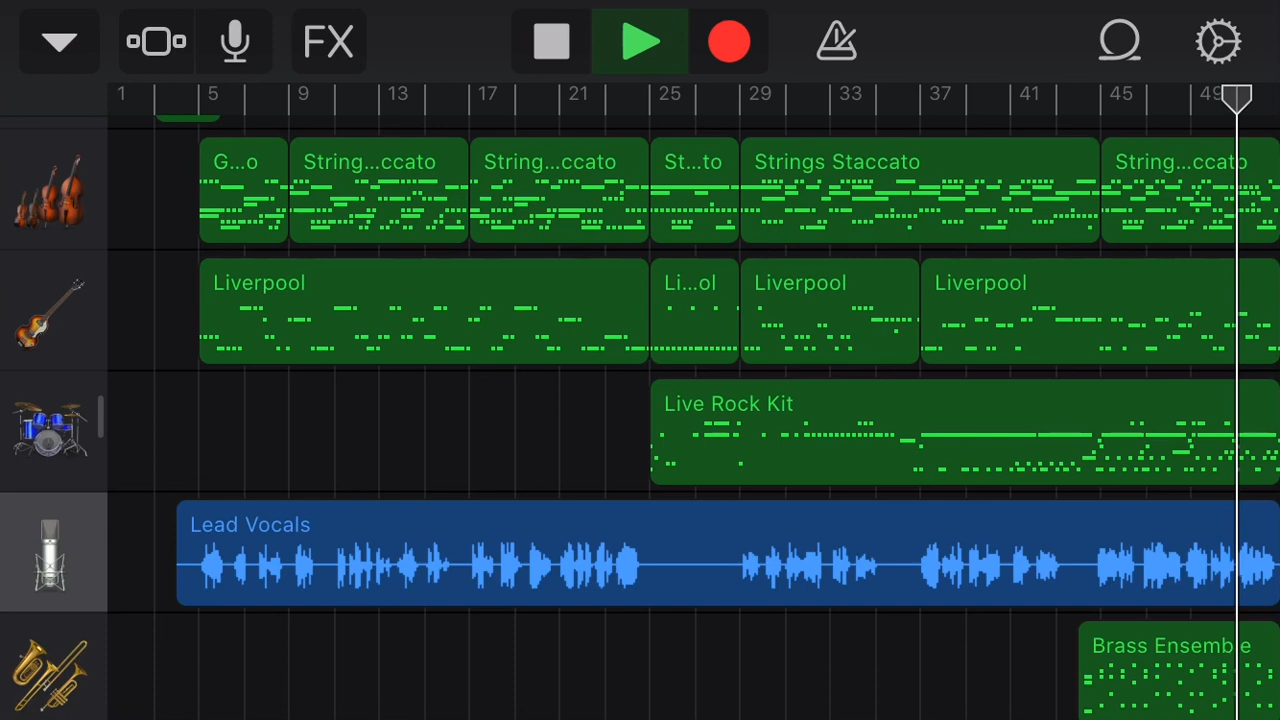 FX
1 5 9 13 17 21 25 29 33 37 41 45 49
G...o String...ccato String...ccato St...to Strings Staccato String...ccato
Liverpool Li...ol Liverpool Liverpool
Live Rock Kit
Lead Vocals
Brass Ensemble